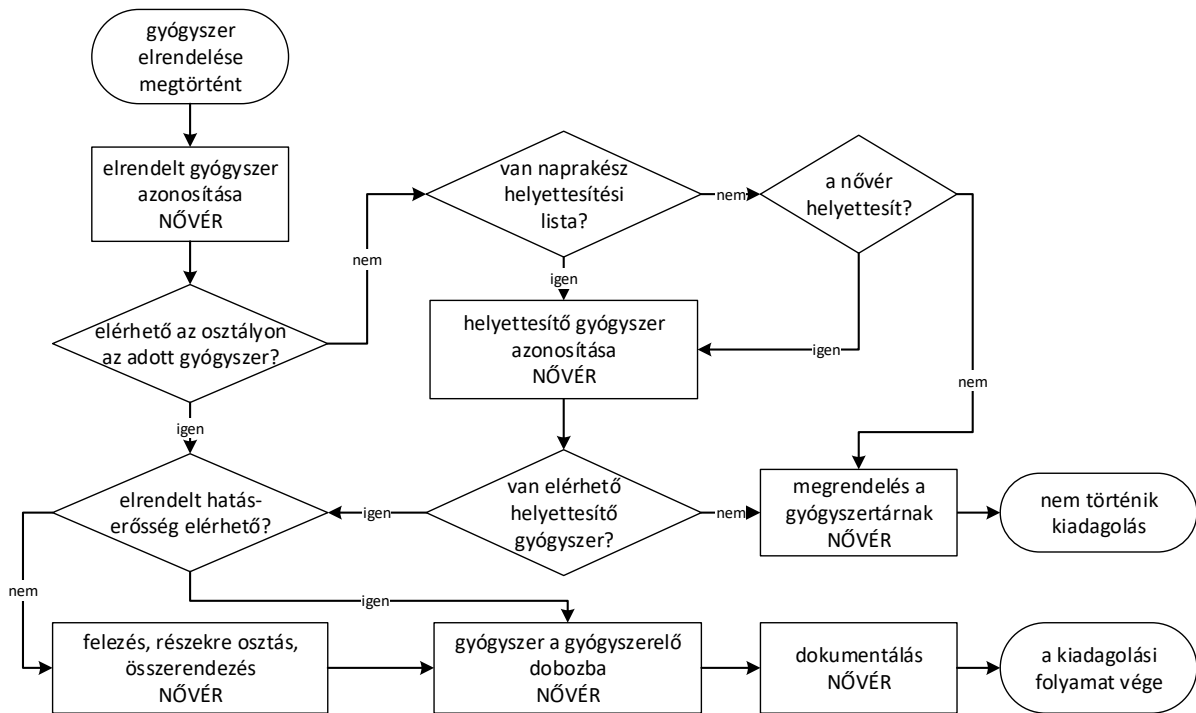 gyógyszer
elrendelése
megtörtént
elrendelt gyógyszer
azonosítása
NŐVÉR
van naprakész
helyettesítési
lista?
nem
a nővér
helyettesít?
nem
igen
elérhető az osztályon
az adott gyógyszer?
helyettesítő gyógyszer
azonosítása
NŐVÉR
igen
nem
igen
elrendelt hatás-
erősség elérhető?
igen
van elérhető
helyettesítő
gyógyszer?
nem
megrendelés a
gyógyszertárnak
NŐVÉR
nem történik
kiadagolás
nem
igen
felezés, részekre osztás,
összerendezés
NŐVÉR
gyógyszer a gyógyszerelő
dobozba
NŐVÉR
dokumentálás
NŐVÉR
a kiadagolási
folyamat vége